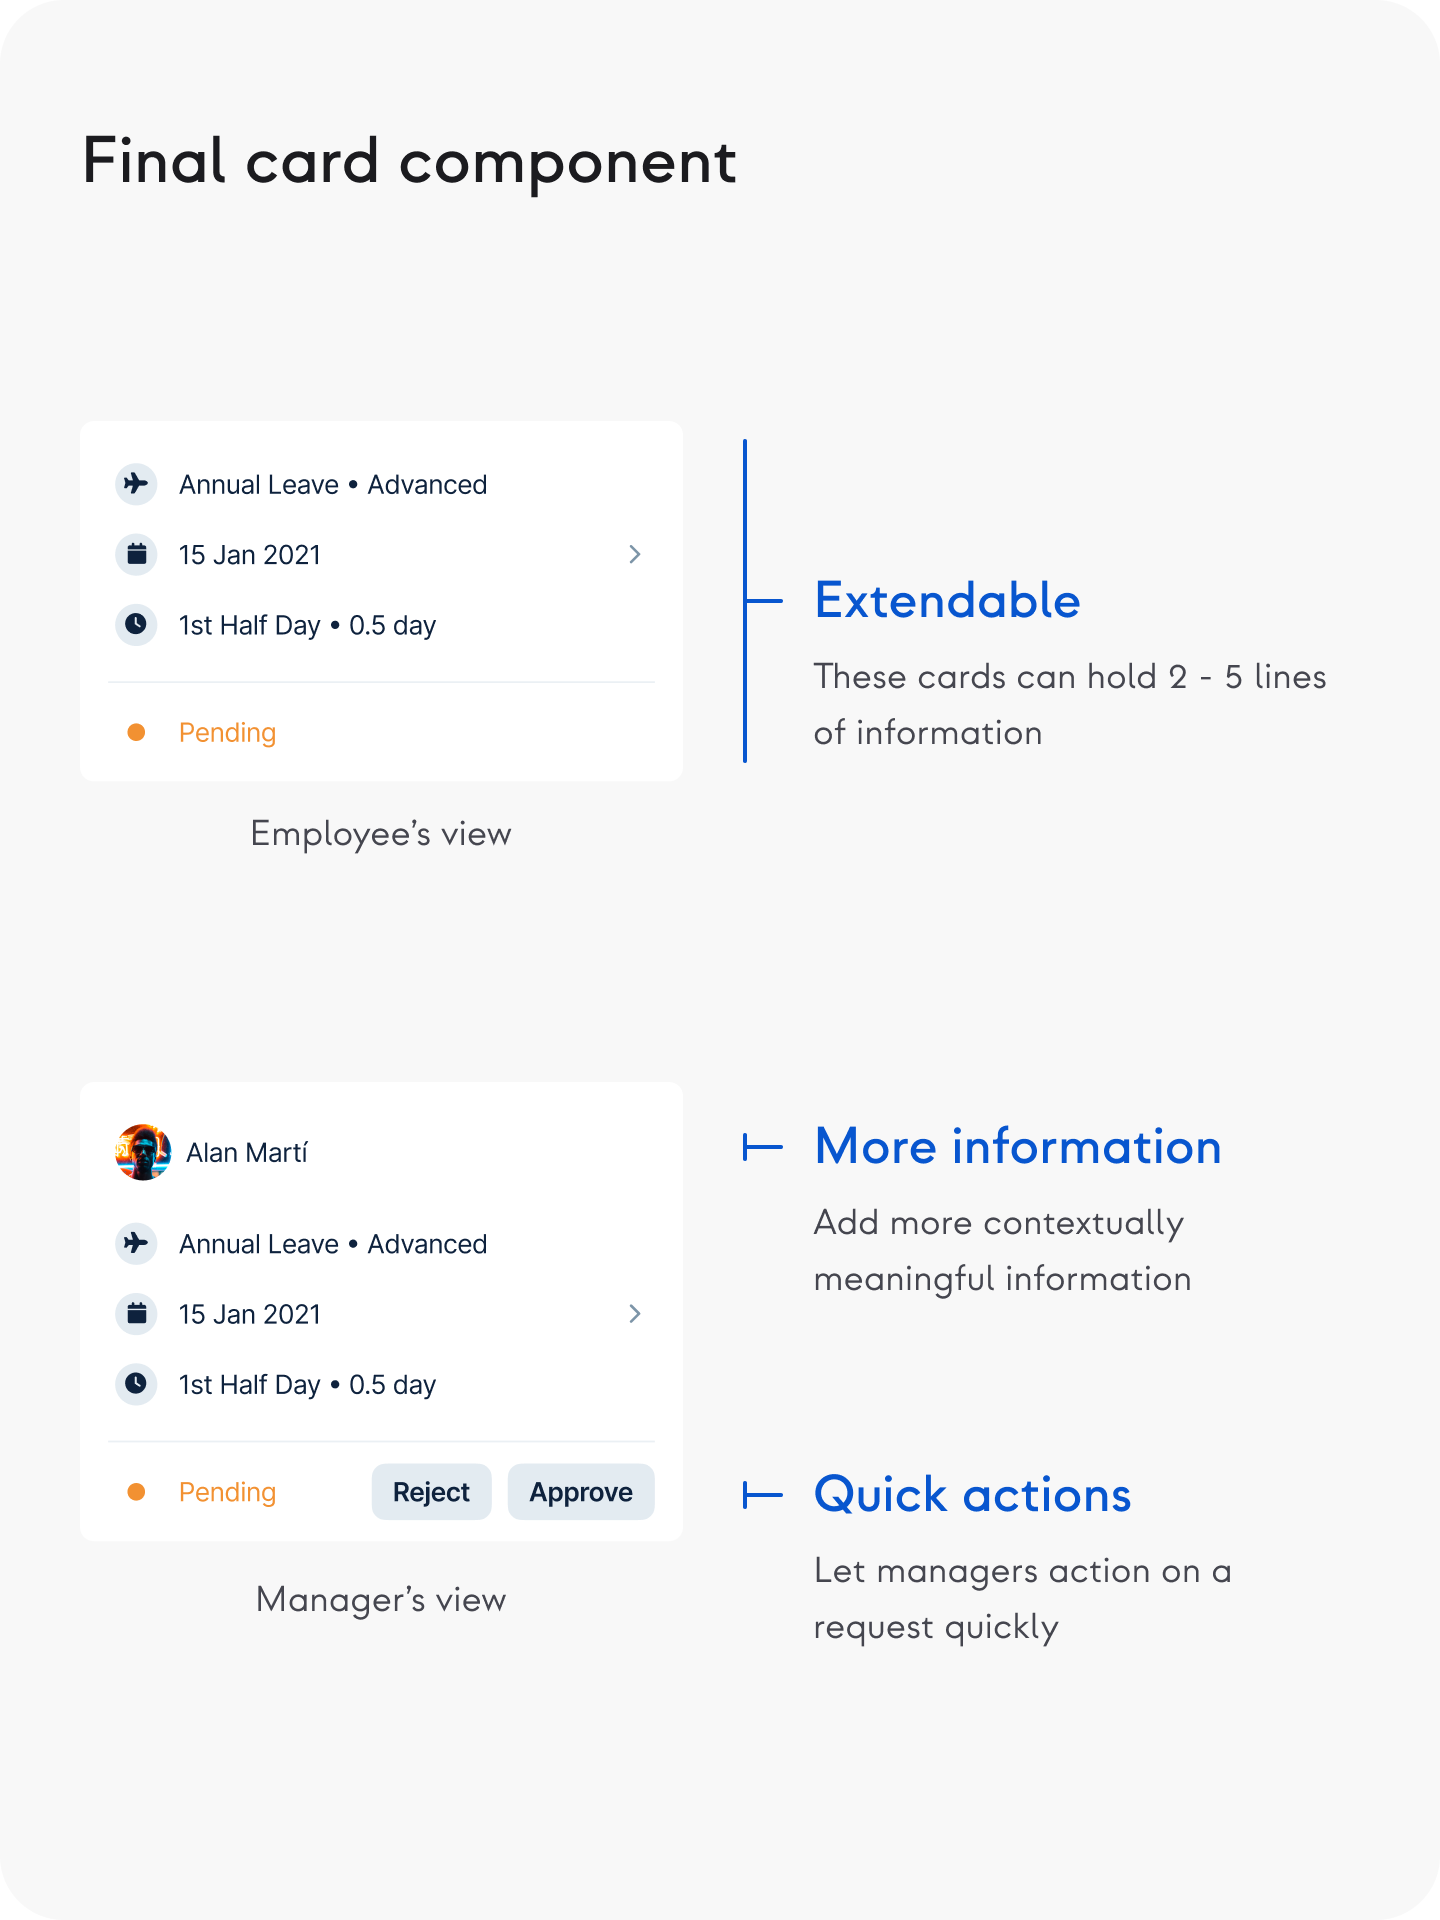 Final card component
Annual Leave • Advanced
15 Jan 2021
1st Half Day • 0.5 day
Pending
Employee’s view
Extendable
These cards can hold 2 - 5 lines
of information
Alan Martí
Annual Leave • Advanced
15 Jan 2021
1st Half Day • 0.5 day
Pending
Reject
Approve
Manager’s view
More information
Add more contextually
meaningful information
Quick actions
Let managers action on a
request quickly